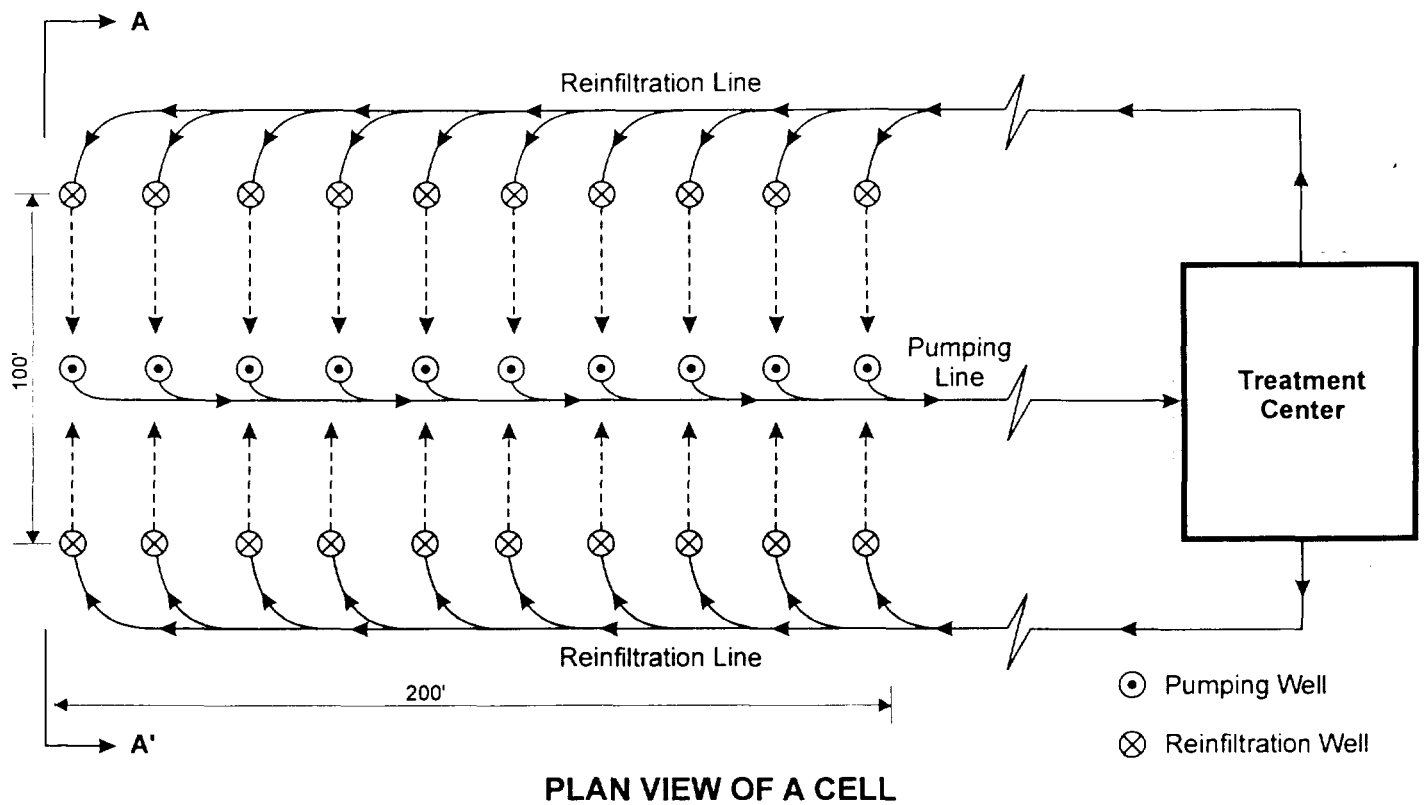 A
Reinfiltration Line
100'
Pumping
Line
Treatment
Center
Reinfiltration Line
200'
Pumping Well
A'
Reinfiltration Well
PLAN VIEW OF A CELL